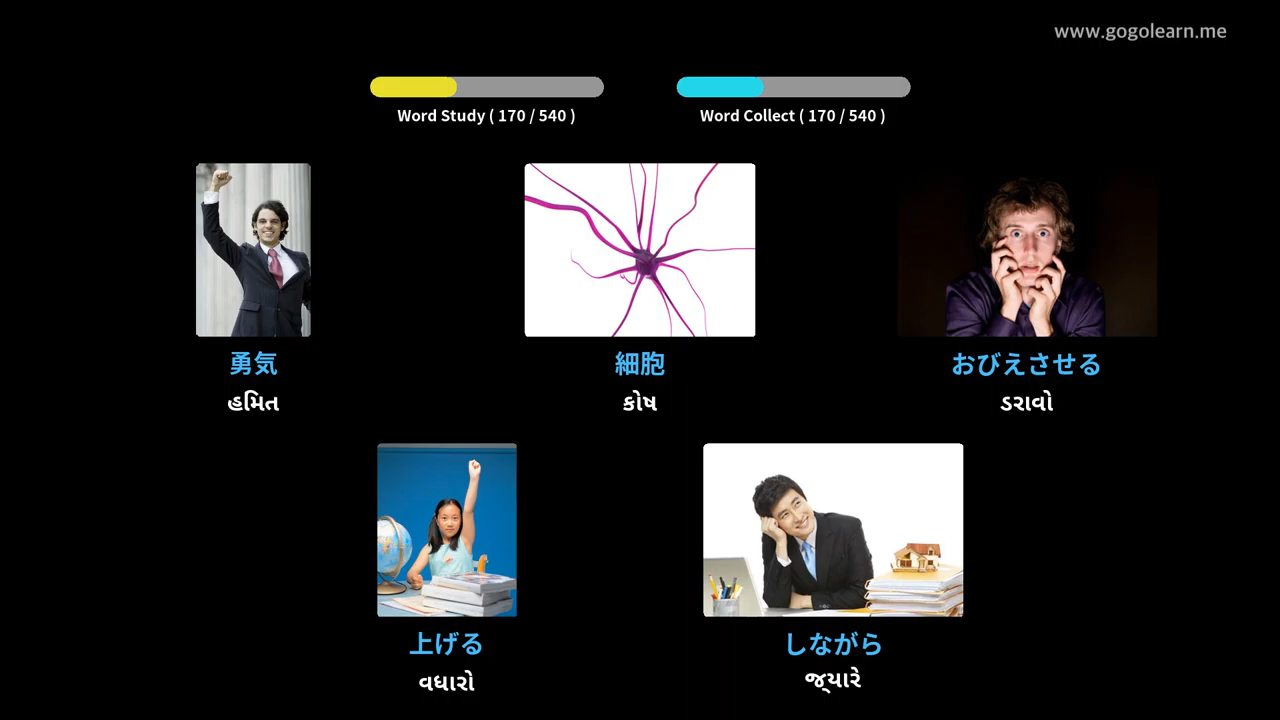 www.gogolearn.me
Word Study ( 170 / 540 )
Word Collect ( 170 / 540 )
勇気
હમિત
細胞
કોષ
おびえさせる
ડરાવો
上げる
વધારો
しながら
જ્યારે